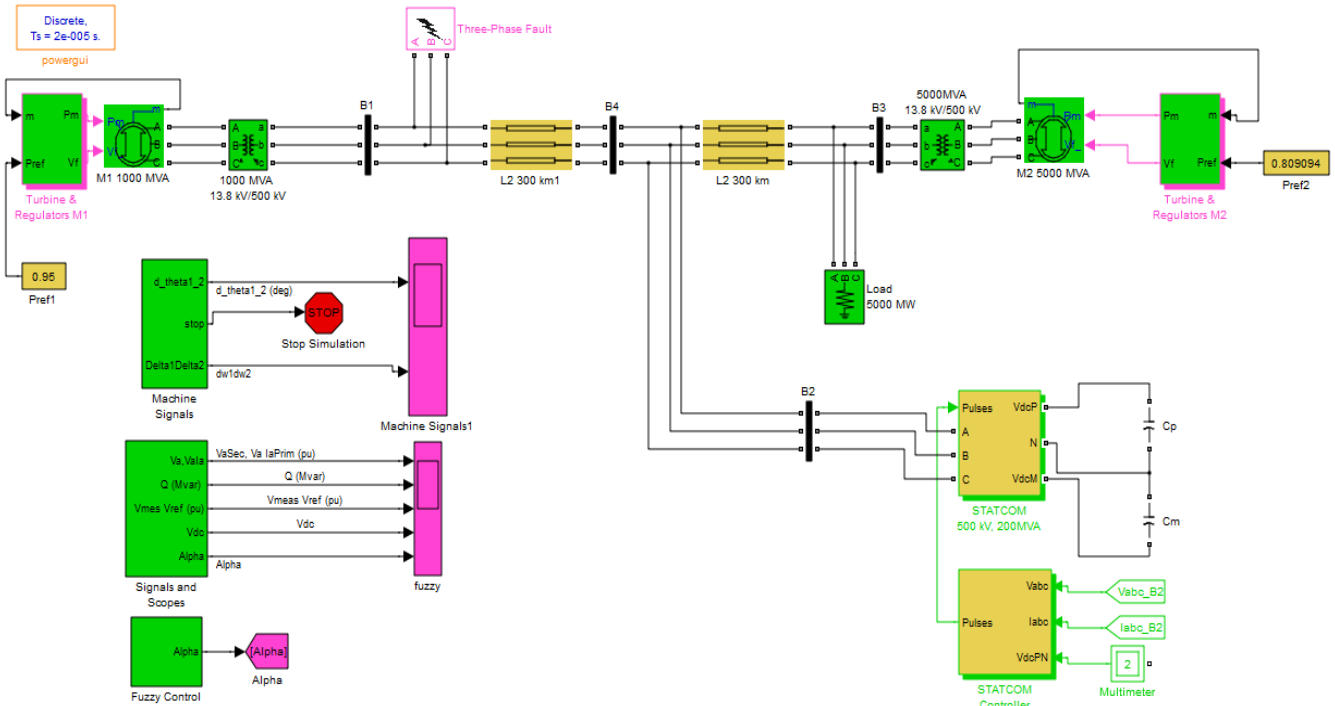 Discrete,
Ts = 2e-005 s.
powergui
A
B
C
Three-Phase Fault
m
Pref
Pm
Vf
Turbine &
Regulators M1
m
Pm
Vf_
A
B
C
M1 1000 MVA
A
B
C
a
b
c
1000 MVA
13.8 kV/500 kV
B1
L2 300 km1
B4
L2 300 km
B3
5000MVA
13.8 kV/500 kV
a
b
c
A
B
C
m
A
B
C
Pm
Vf_
M2 5000 MVA
Pm
Vf
m
Pref
Turbine &
Regulators M2
0.809094
Pref2
0.95
Pref1
A
B
C
Load
5000 MW
d_theta1_2
stop
Delta1Delta2
Machine
Signals
d_theta1_2 (deg)
STOP
Stop Simulation
dw1dw2
Machine Signals1
Va,VaIa
Q (Mvar)
Vmes Vref (pu)
Vdc
Alpha
Signals and
Scopes
VaSec, Va IaPrim (pu)
Q (Mvar)
Vmeas Vref (pu)
Vdc
Alpha
fuzzy
Alpha
Fuzzy Control
[Alpha]
Alpha
B2
Pulses
A
B
C
VdcP
N
VdcM
STATCOM
500 kV, 200MVA
Cp
Cm
Pulses
Vabc
Iabc
VdcPN
STATCOM
Controller
Vabc_B2
Iabc_B2
2
Multimeter